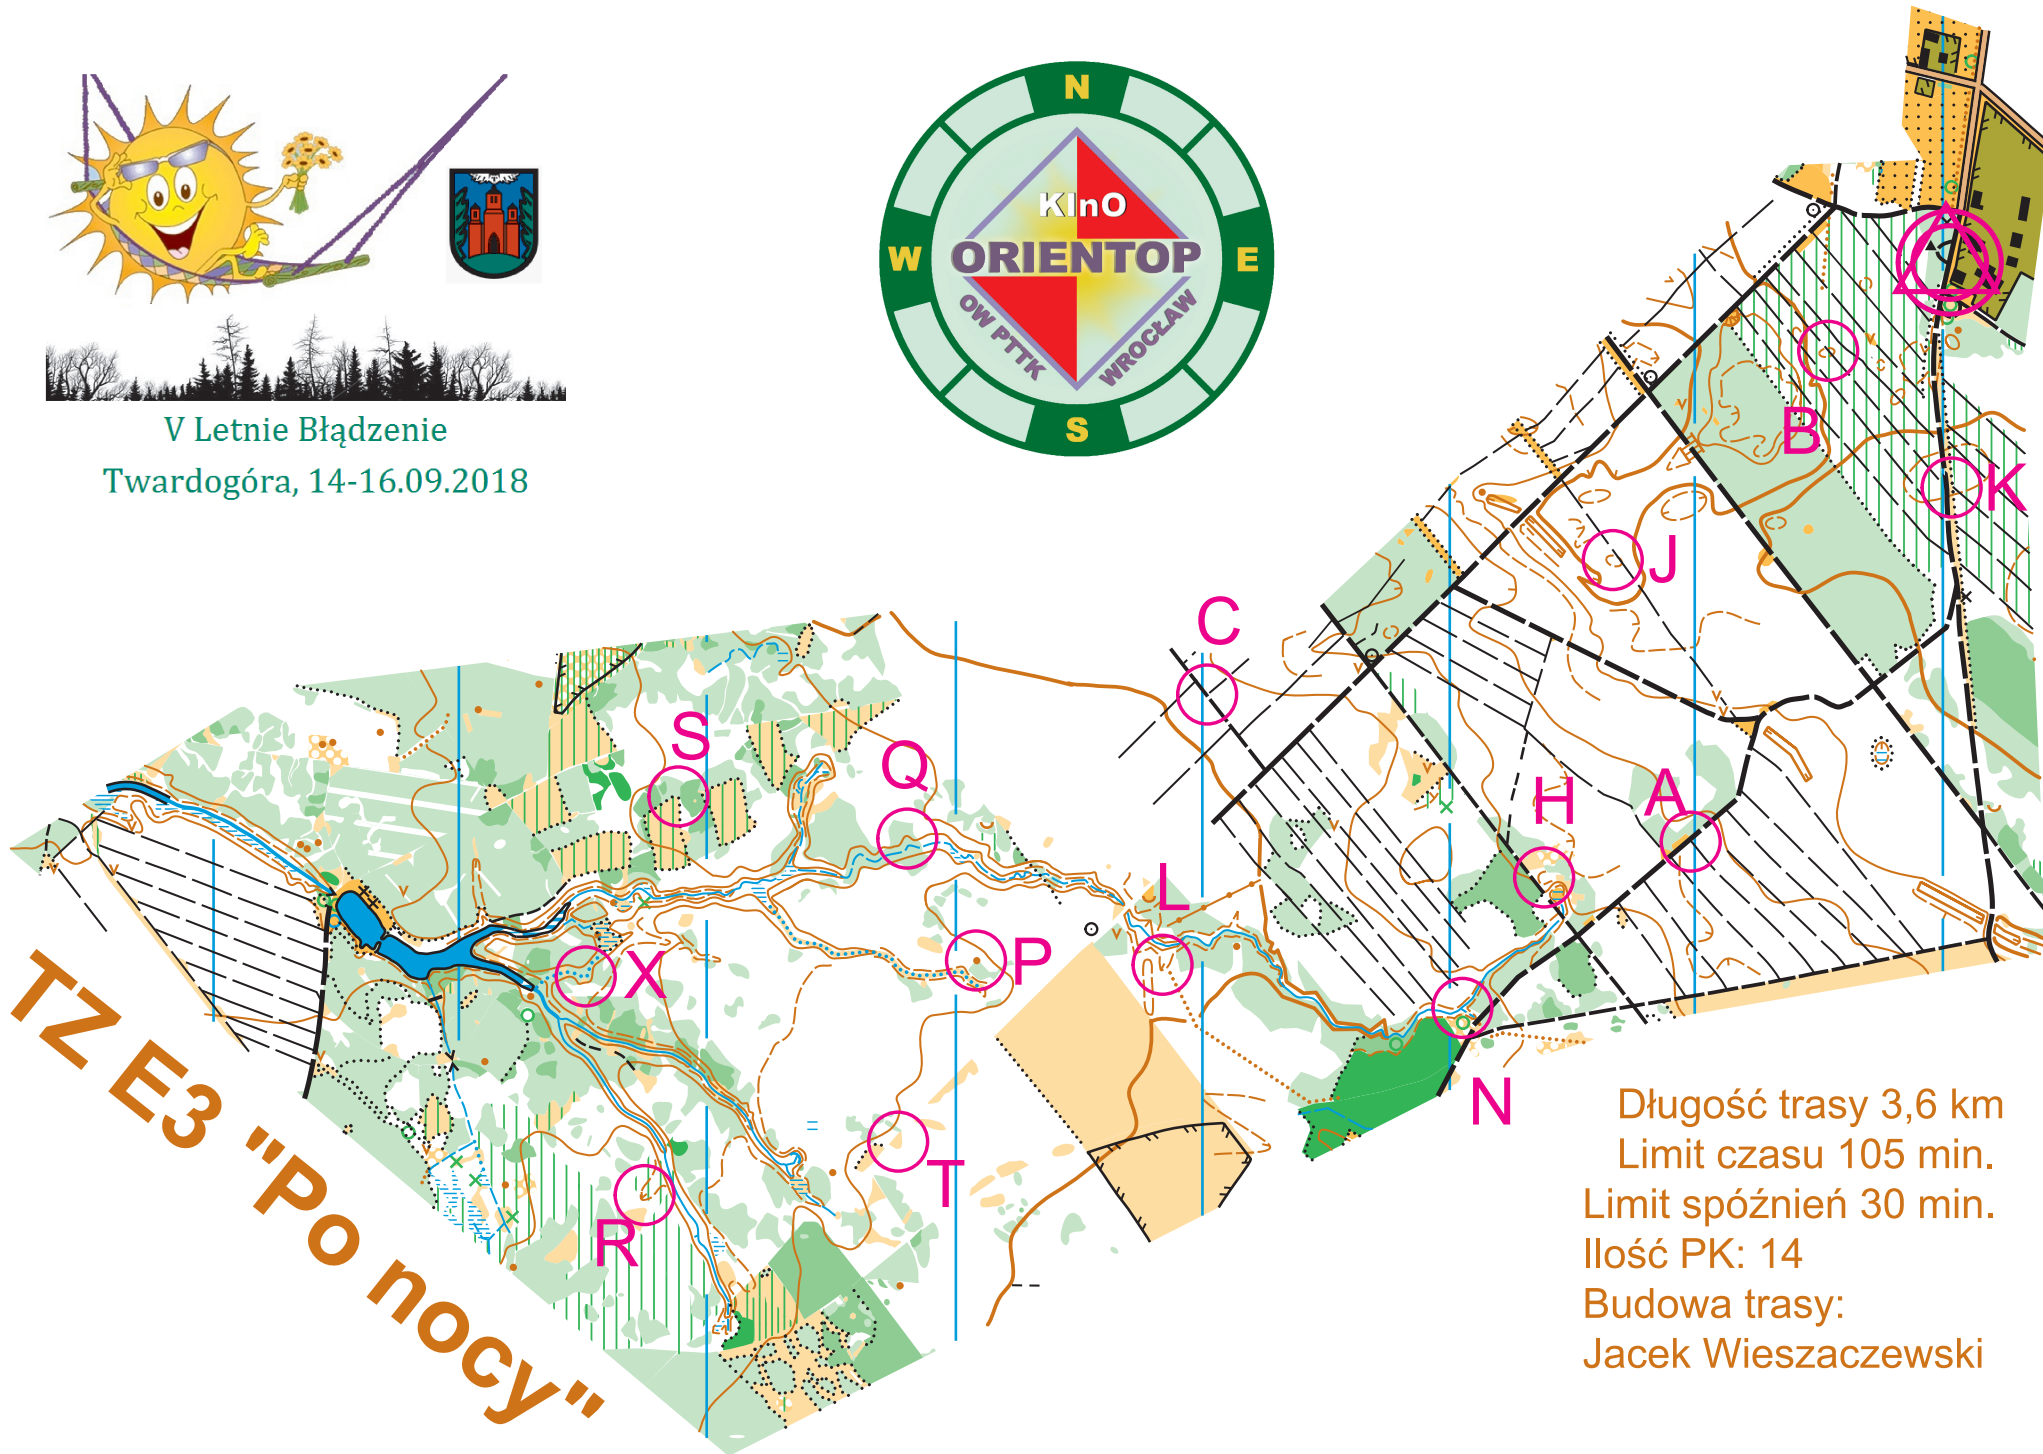 N
W
E
S
KInO
ORIENTOP
OW PTTK
WROCŁAW
V Letnie Błądzenie
Twardogóra, 14-16.09.2018
B
K
J
C
S
Q
H
A
L
P
X
N
T
R
TZ E3 "Po nocy"
Długość trasy 3,6 km
Limit czasu 105 min.
Limit spóźnień 30 min.
Ilość PK: 14
Budowa trasy:
Jacek Wieszaczewski